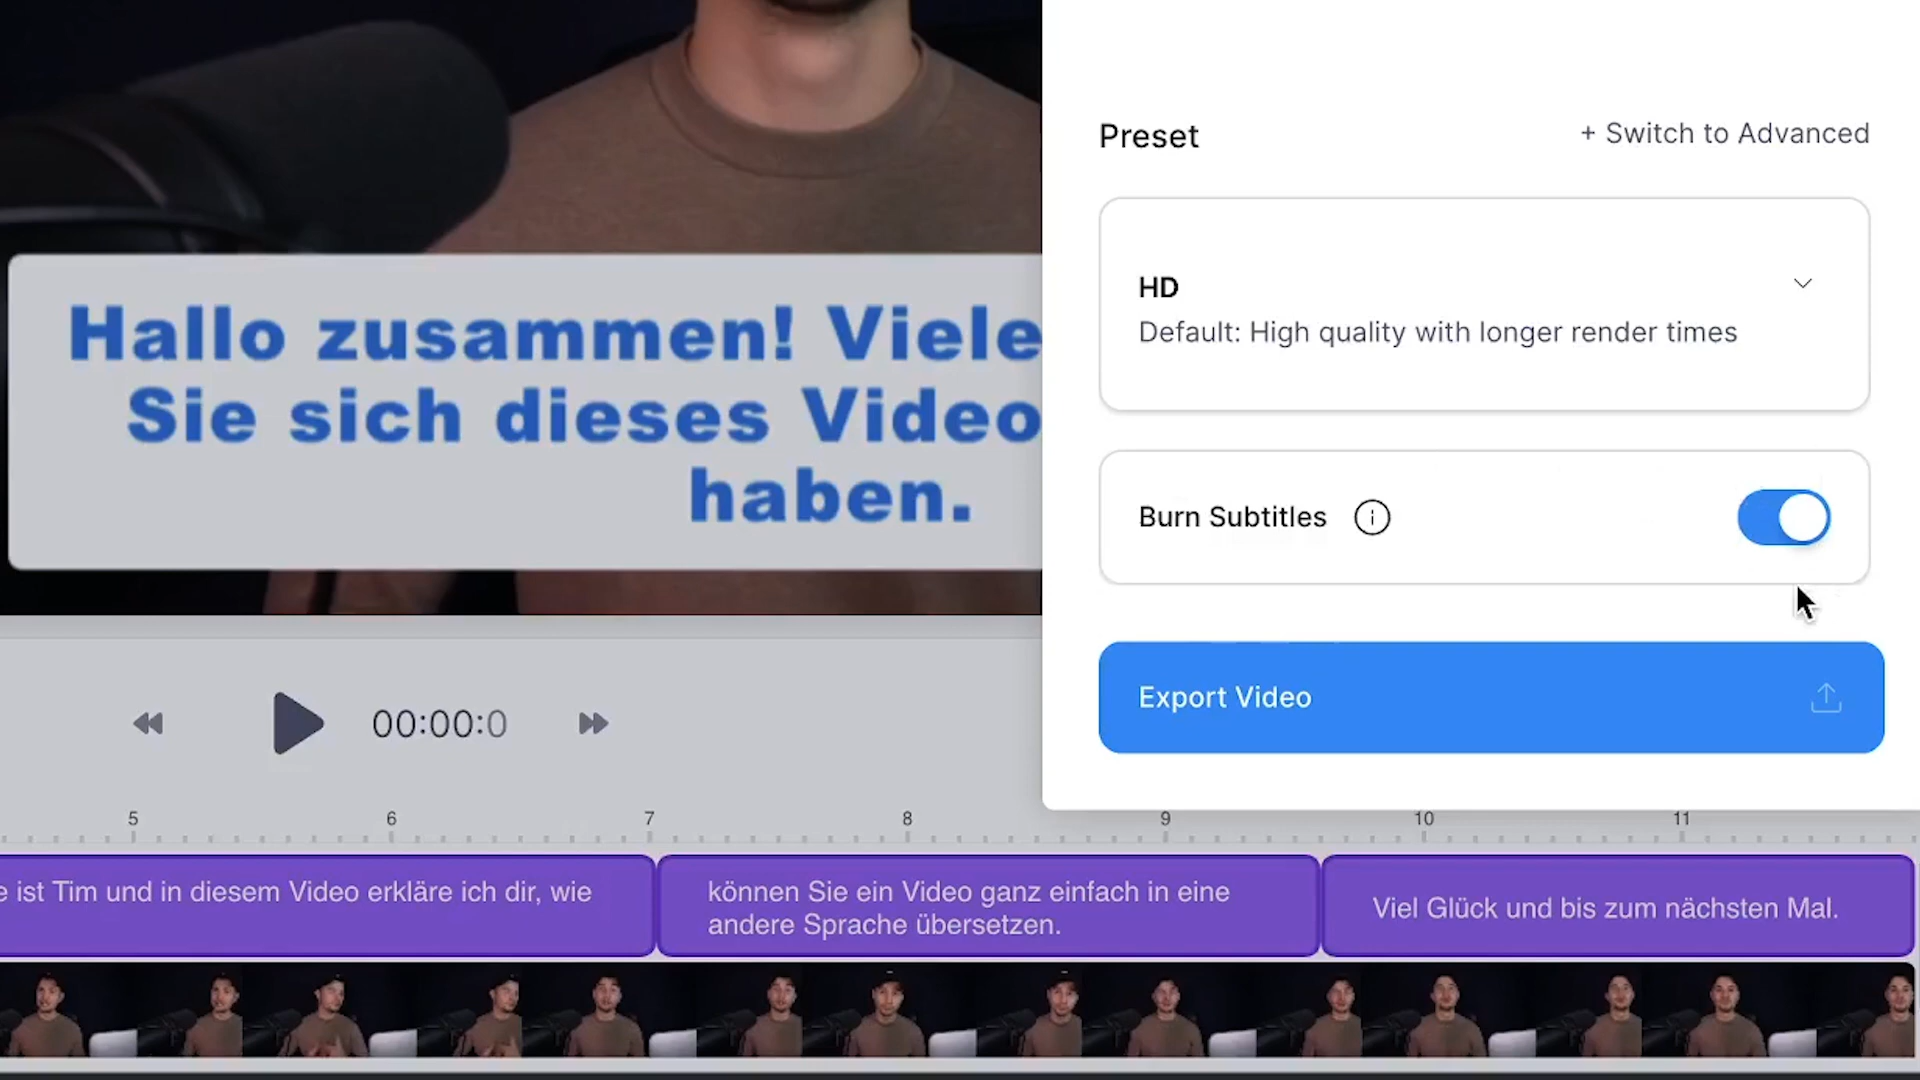 Preset
+ Switch to Advanced
HD
Default: High quality with longer render times
Burn Subtitles
Export Video
Hallo zusammen! Viele
Sie sich dieses Video
haben.
00:00:0
5 6 7 8 9 10 11
e ist Tim und in diesem Video erkläre ich dir, wie
können Sie ein Video ganz einfach in eine
andere Sprache übersetzen.
Viel Glück und bis zum nächsten Mal.